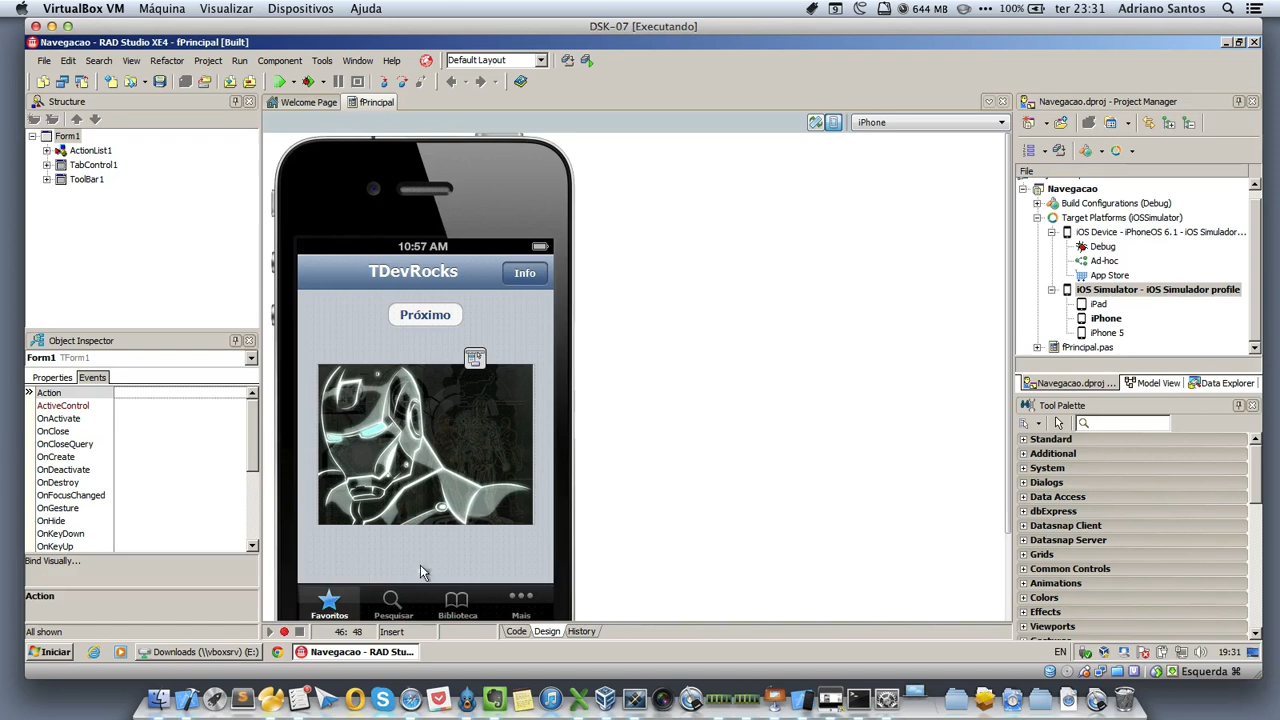 VirtualBox VM Máquina Visualizar Dispositivos Ajuda 9 644 MB 100% ter 23:31 Adriano Santos
DSK-07 [Executando]
Navegacao - RAD Studio XE4 - fPrincipal [Built]
File Edit Search View Refactor Project Run Component Tools Window Help Default Layout
Structure
Welcome Page fPrincipal
Navegacao.dproj - Project Manager
iPhone
Form1
ActionList1
TabControl1
ToolBar1
File
Navegacao
Build Configurations (Debug)
Target Platforms (iOSSimulator)
iOS Device - iPhoneOS 6.1 - iOS Simulador...
Debug
Ad-hoc
App Store
iOS Simulator - iOS Simulador profile
iPad
iPhone
iPhone 5
fPrincipal.pas
Navegacao.dproj ... Model View Data Explorer
10:57 AM
TDevRocks Info
Próximo
Favoritos Pesquisar Biblioteca Mais
Object Inspector
Form1 TForm1
Properties Events
Action
ActiveControl
OnActivate
OnClose
OnCloseQuery
OnCreate
OnDeactivate
OnDestroy
OnFocusChanged
OnGesture
OnHide
OnKeyDown
OnKeyUp
Bind Visually...
Action
All shown
Tool Palette
Standard
Additional
System
Dialogs
Data Access
dbExpress
Datasnap Client
Datasnap Server
Grids
Common Controls
Animations
Colors
Effects
Viewports
46: 48 Insert Code Design History
Iniciar Downloads (\\vboxsrv) (E:) Navegacao - RAD Stu... EN 19:31
Esquerda ⌘